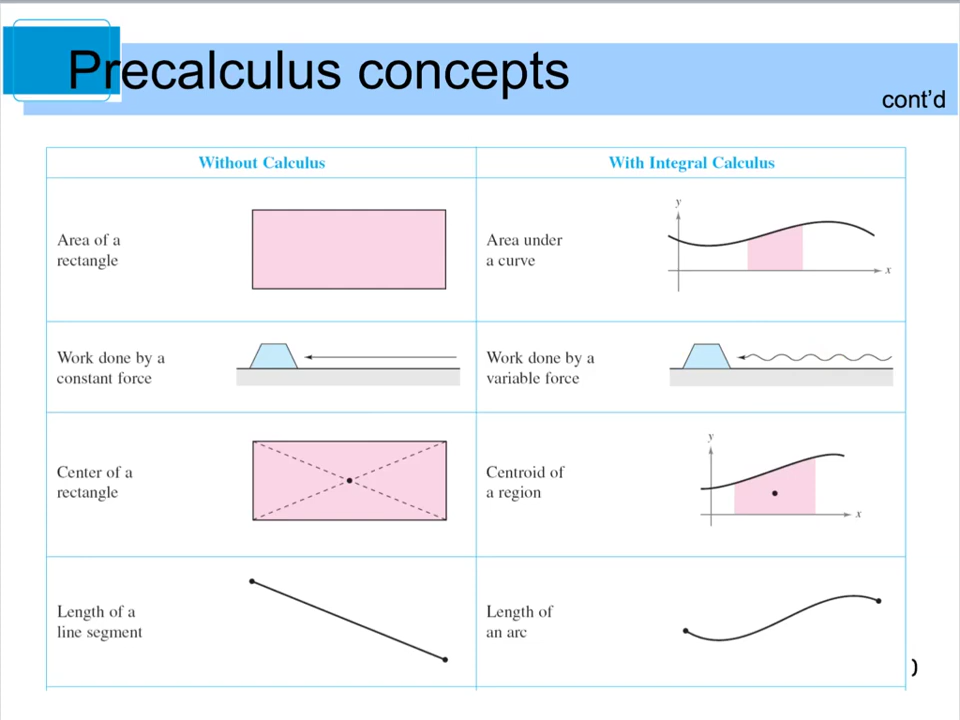 Precalculus concepts
cont'd
Without Calculus
With Integral Calculus
Area of a
rectangle
Area under
a curve
y
x
Work done by a
constant force
Work done by a
variable force
Center of a
rectangle
Centroid of
a region
y
x
Length of a
line segment
Length of
an arc